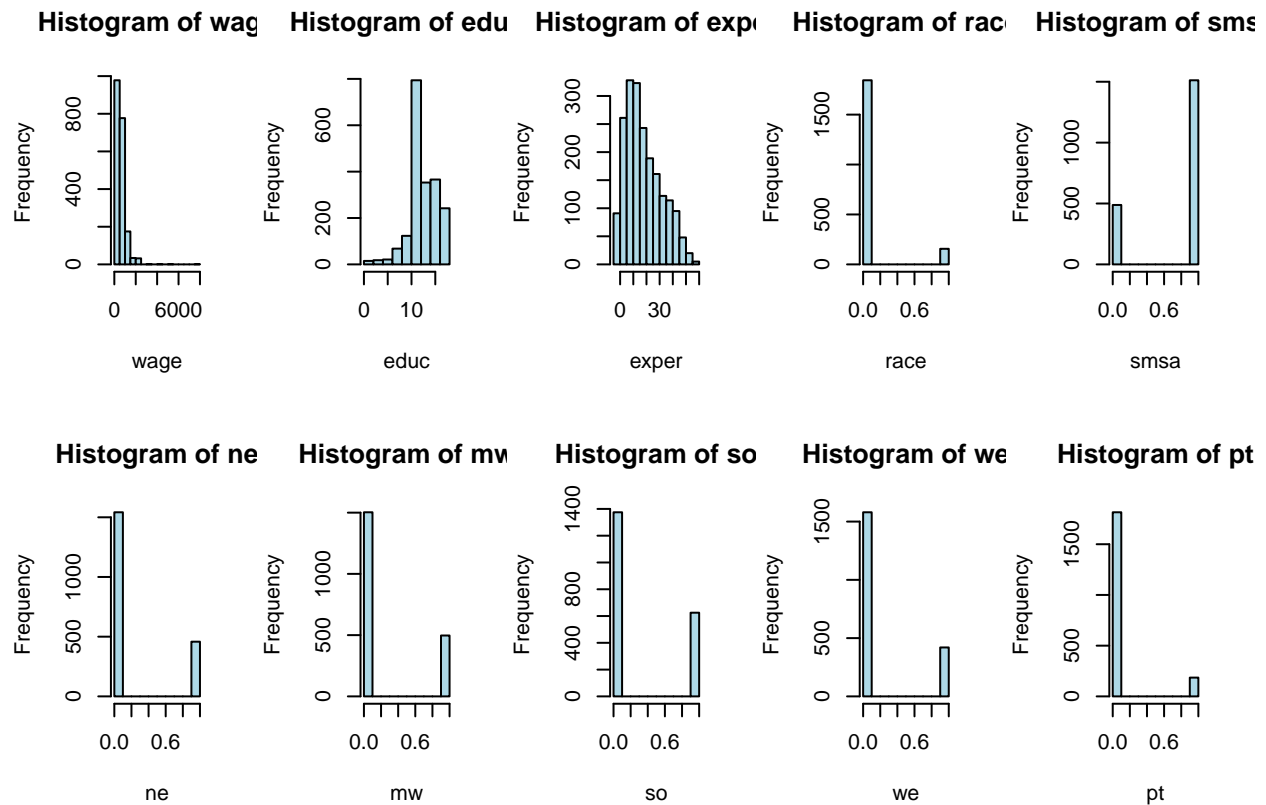 Histogram of wag
Histogram of edu
Histogram of expe
Histogram of rac
Histogram of sms
Frequency
0
400
800
0
6000
wage
Frequency
0
200
600
0
10
educ
Frequency
0
100
200
300
0
30
exper
Frequency
0
500
1500
0.0
0.6
race
Frequency
0
500
1000
0.0
0.6
smsa
Histogram of ne
Histogram of mw
Histogram of so
Histogram of we
Histogram of pt
Frequency
0
500
1000
0.0
0.6
ne
Frequency
0
500
1000
0.0
0.6
mw
Frequency
0
400
800
1400
0.0
0.6
so
Frequency
0
500
1500
0.0
0.6
we
Frequency
0
500
1500
0.0
0.6
pt